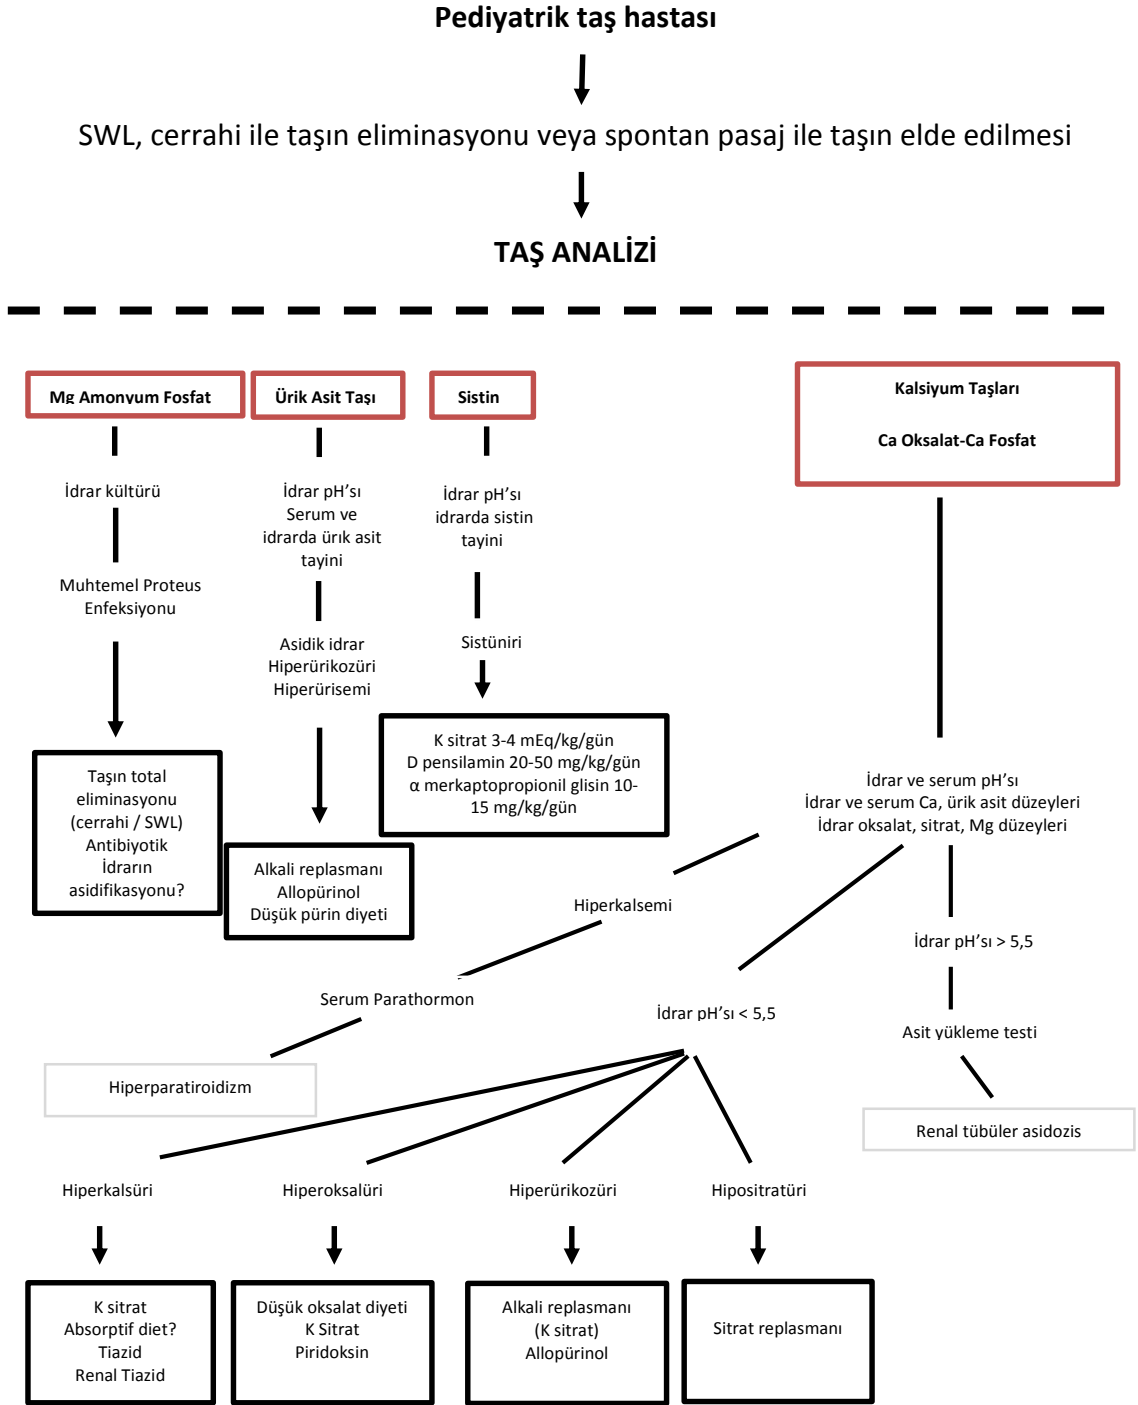 Pediyatrik taş hastası
SWL, cerrahi ile taşın eliminasyonu veya spontan pasaj ile taşın elde edilmesi
TAŞ ANALİZİ
Mg Amonyum Fosfat
Ürik Asit Taşı
Sistin
Kalsiyum Taşları
Ca Oksalat-Ca Fosfat
İdrar kültürü
İdrar pH’sı
Serum ve
idrarda ürık asit
tayini
İdrar pH’sı
idrarda sistin
tayini
Muhtemel Proteus
Enfeksiyonu
Asidik idrar
Hiperürikozüri
Hiperürisemi
Sistüniri
K sitrat 3-4 mEq/kg/gün
D pensilamin 20-50 mg/kg/gün
α merkaptopropionil glisin 10-
15 mg/kg/gün
Taşın total
eliminasyonu
(cerrahi / SWL)
Antibiyotik
İdrarın
asidifikasyonu?
Alkali replasmanı
Allopürinol
Düşük pürin diyeti
İdrar ve serum pH’sı
İdrar ve serum Ca, ürik asit düzeyleri
İdrar oksalat, sitrat, Mg düzeyleri
Hiperkalsemi
İdrar pH’sı > 5,5
Serum Parathormon
İdrar pH’sı < 5,5
Asit yükleme testi
Hiperparatiroidizm
Renal tübüler asidozis
Hiperkalsüri
Hiperoksalüri
Hiperürikozüri
Hipositratüri
K sitrat
Absorptif diet?
Tiazid
Renal Tiazid
Düşük oksalat diyeti
K Sitrat
Piridoksin
Alkali replasmanı
(K sitrat)
Allopürinol
Sitrat replasmanı